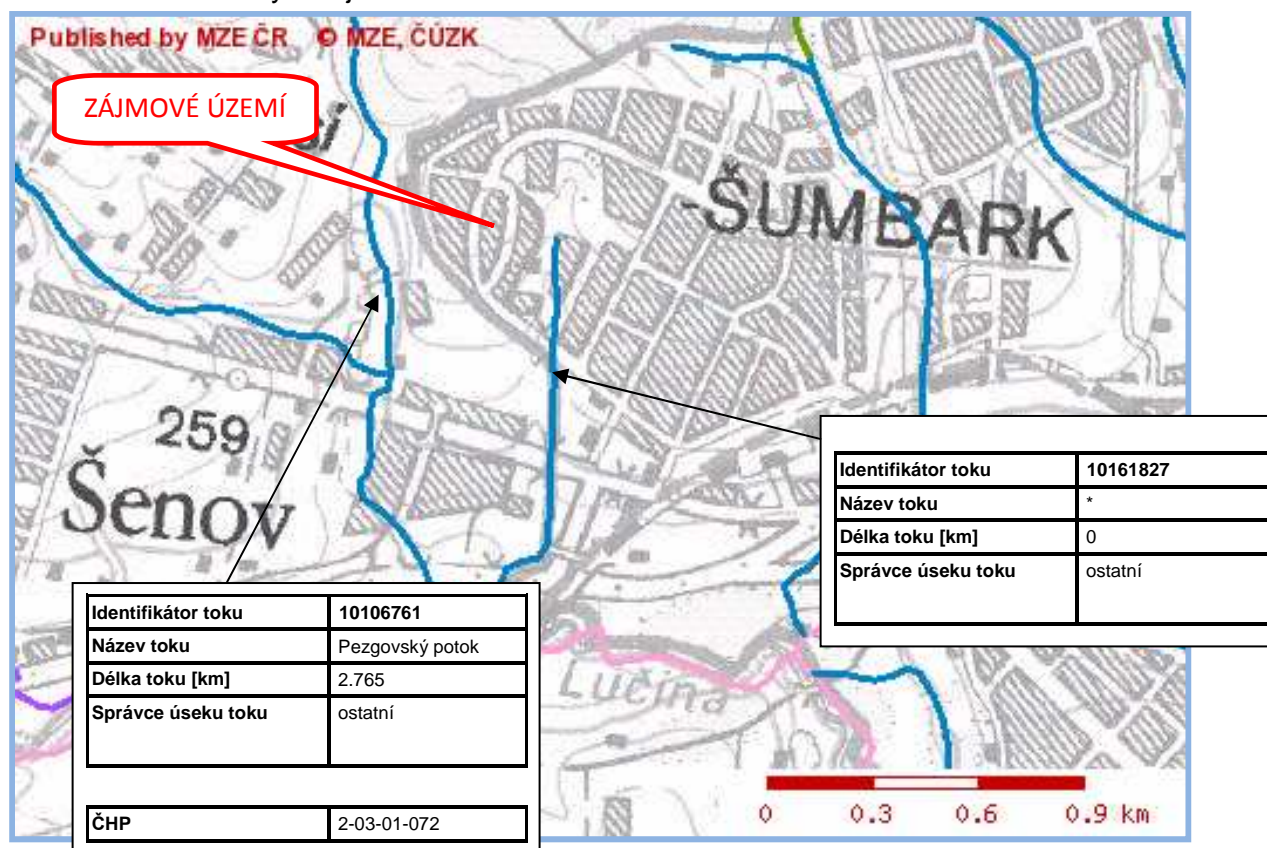 Published by MZE ČR © MZE, ČÚZK
ZÁJMOVÉ ÚZEMÍ
-ŠUMBARK
259
Šenov
Identifikátor toku 10161827
Název toku *
Délka toku [km] 0
Správce úseku toku ostatní
Identifikátor toku 10106761
Název toku Pezgovský potok
Délka toku [km] 2.765
Správce úseku toku ostatní
ČHP 2-03-01-072
Lučina
0 0.3 0.6 0.9 km